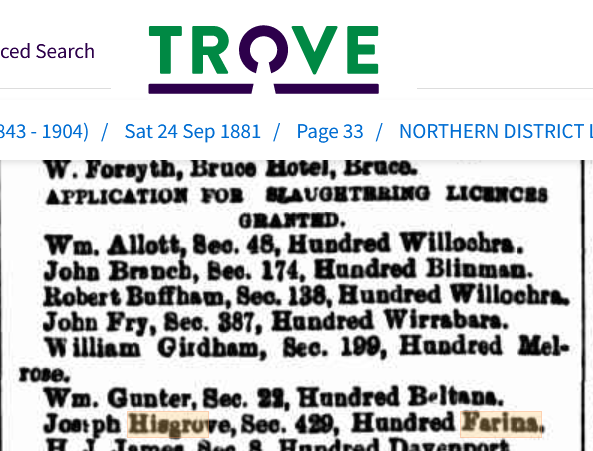 TROVE
ced Search
843 - 1904) / Sat 24 Sep 1881 / Page 33 / NORTHERN DISTRICT L
W. Forsyth, Bruce Hotel, Bruce.
APPLICATION FOR SLAUGHTERING LICENCES
GRANTED.
Wm. Allott, Sec. 48, Hundred Willochra.
John Branch, Sec. 174, Hundred Blinman.
Robert Buffham, Sec. 138, Hundred Willochra.
John Fry, Sec. 387, Hundred Wirrabara.
William Girdham, Sec. 199, Hundred Mel-
rose.
Wm. Gunter, Sec. 22, Hundred Beltana.
Joseph Hisgrove, Sec. 429, Hundred Farina.
H. J. James, Sec. 8, Hundred Davenport